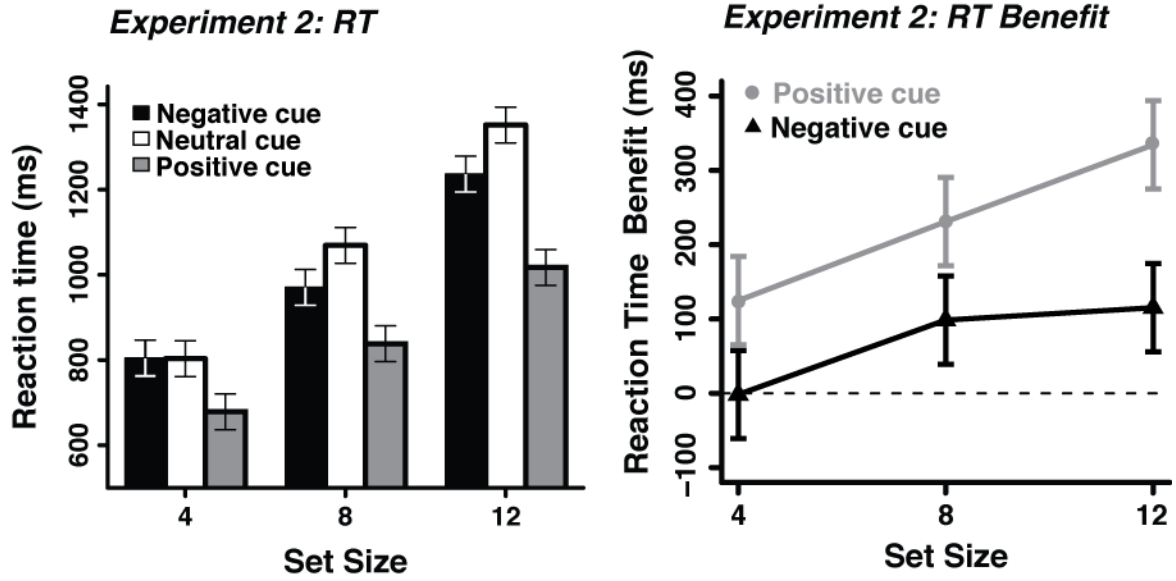 Experiment 2: RT
Reaction time (ms)
1400
1200
1000
800
600
Negative cue
Neutral cue
Positive cue
4 8 12
Set Size
Experiment 2: RT Benefit
Reaction Time Benefit (ms)
400
300
200
100
0
−100
Positive cue
Negative cue
4 8 12
Set Size